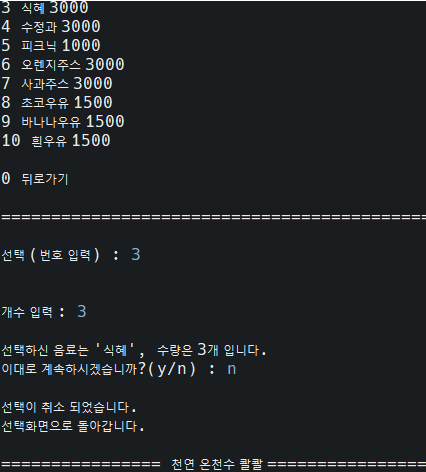 3 식혜 3000
4 수정과 3000
5 피크닉 1000
6 오렌지주스 3000
7 사과주스 3000
8 초코우유 1500
9 바나나우유 1500
10 흰우유 1500
0 뒤로가기
===========================================
선택(번호 입력) : 3
개수 입력 : 3
선택하신 음료는 '식혜', 수량은 3개 입니다.
이대로 계속하시겠습니까?(y/n) : n
선택이 취소 되었습니다.
선택화면으로 돌아갑니다.
================ 천연 온천수 콸콸 ================